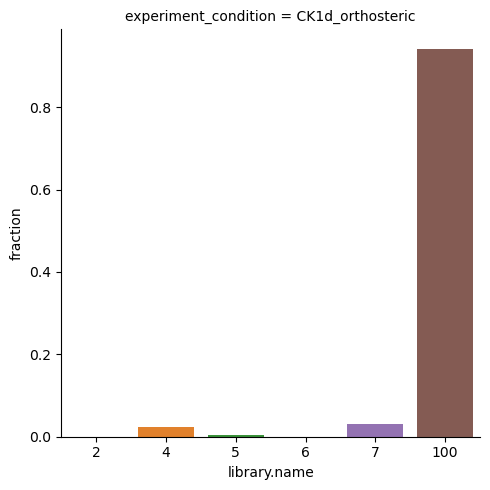 experiment_condition = CK1d_orthosteric
fraction
0.8
0.6
0.4
0.2
0.0
2 4 5 6 7 100
library.name